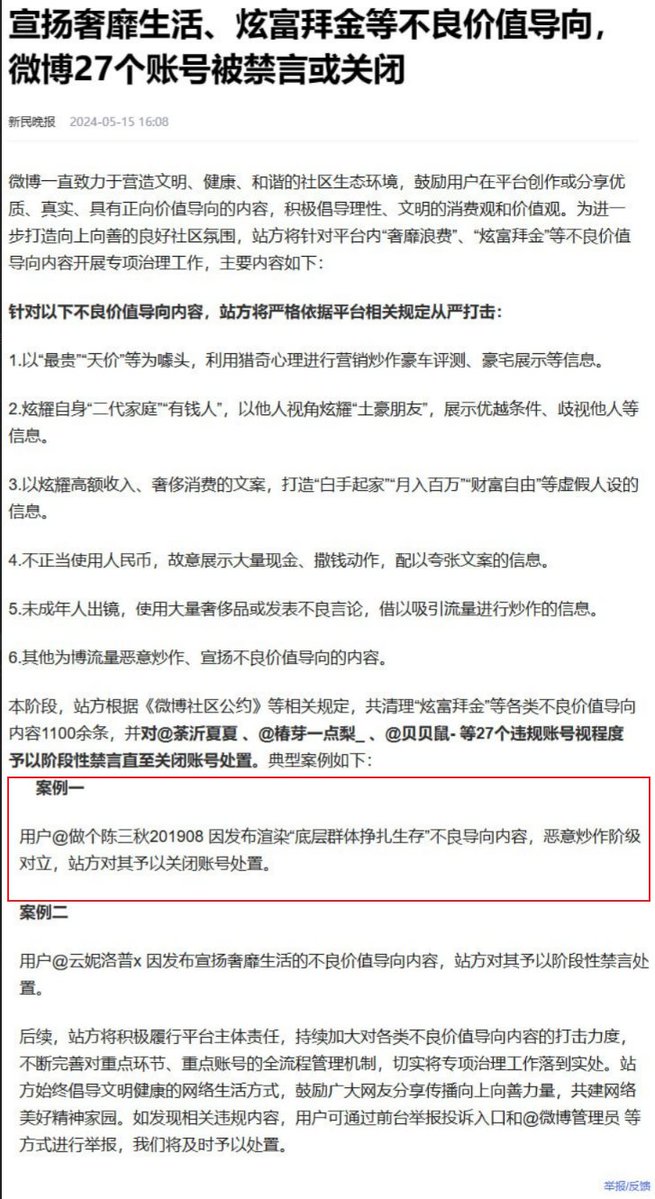 宣扬奢靡生活、炫富拜金等不良价值导向，
微博27个账号被禁言或关闭
新民晚报 2024-05-15 16:08
微博一直致力于营造文明、健康、和谐的社区生态环境，鼓励用户在平台创作或分享优
质、真实、具有正向价值导向的内容，积极倡导理性、文明的消费观和价值观。为进一
步打造向上向善的良好社区氛围，站方将针对平台内“奢靡浪费”、“炫富拜金”等不良价值
导向内容开展专项治理工作，主要内容如下：
针对以下不良价值导向内容，站方将严格依据平台相关规定从严打击：
1.以“最贵”“天价”等为噱头，利用猎奇心理进行营销炒作豪车评测、豪宅展示等信息。
2.炫耀自身“二代家庭”“有钱人”，以他人视角炫耀“土豪朋友”，展示优越条件、歧视他人等
信息。
3.以炫耀高额收入、奢侈消费的文案，打造“白手起家”“月入百万”“财富自由”等虚假人设的
信息。
4.不正当使用人民币，故意展示大量现金、撒钱动作，配以夸张文案的信息。
5.未成年人出镜，使用大量奢侈品或发表不良言论，借以吸引流量进行炒作的信息。
6.其他为博流量恶意炒作、宣扬不良价值导向的内容。
本阶段，站方根据《微博社区公约》等相关规定，共清理“炫富拜金”等各类不良价值导向
内容1100余条，并对@荼沂夏夏 、@椿芽一点梨_ 、@贝贝鼠- 等27个违规账号视程度
予以阶段性禁言直至关闭账号处置。典型案例如下：
案例一
用户@做个陈三秋201908 因发布渲染“底层群体挣扎生存”不良导向内容，恶意炒作阶级
对立，站方对其予以关闭账号处置。
案例二
用户@云妮洛普x 因发布宣扬奢靡生活的不良价值导向内容，站方对其予以阶段性禁言处
置。
后续，站方将积极履行平台主体责任，持续加大对各类不良价值导向内容的打击力度，
不断完善对重点环节、重点账号的全流程管理机制，切实将专项治理工作落到实处。站
方始终倡导文明健康的网络生活方式，鼓励广大网友分享传播向上向善力量，共建网络
美好精神家园。如发现相关违规内容，用户可通过前台举报投诉入口和@微博管理员 等
方式进行举报，我们将及时予以处置。
举报/反馈